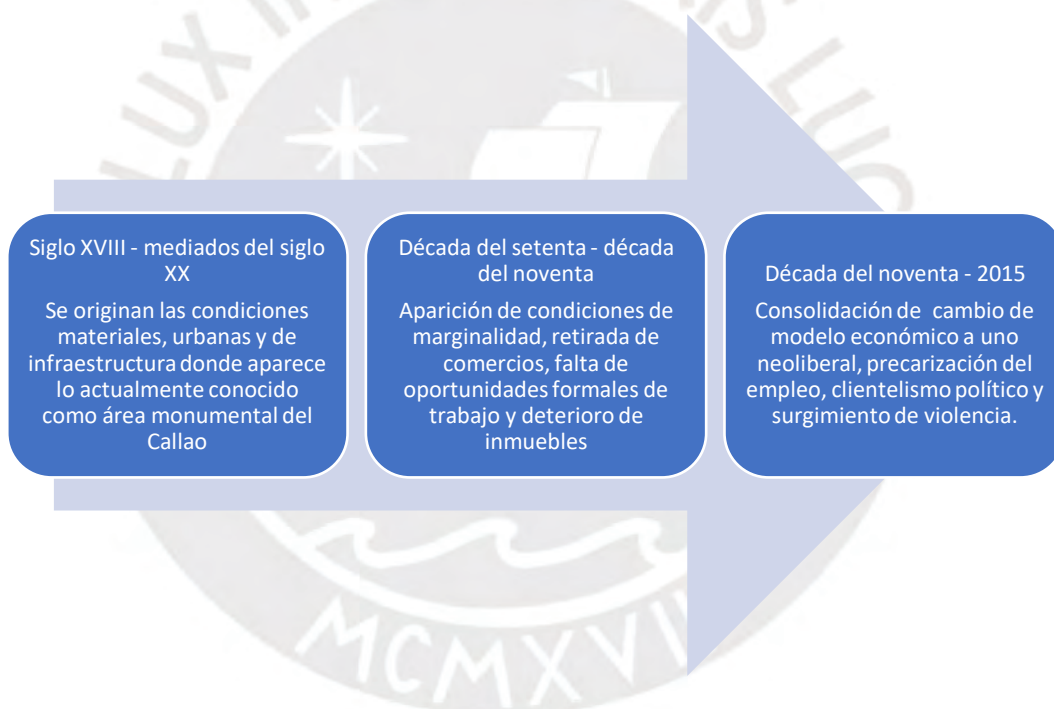 Siglo XVIII - mediados del siglo
XX
Se originan las condiciones
materiales, urbanas y de
infraestructura donde aparece
lo actualmente conocido
como área monumental del
Callao
Década del setenta - década
del noventa
Aparición de condiciones de
marginalidad, retirada de
comercios, falta de
oportunidades formales de
trabajo y deterioro de
inmuebles
Década del noventa - 2015
Consolidación de cambio de
modelo económico a uno
neoliberal, precarización del
empleo, clientelismo político y
surgimiento de violencia.
LUX
LUC
MCMXVII